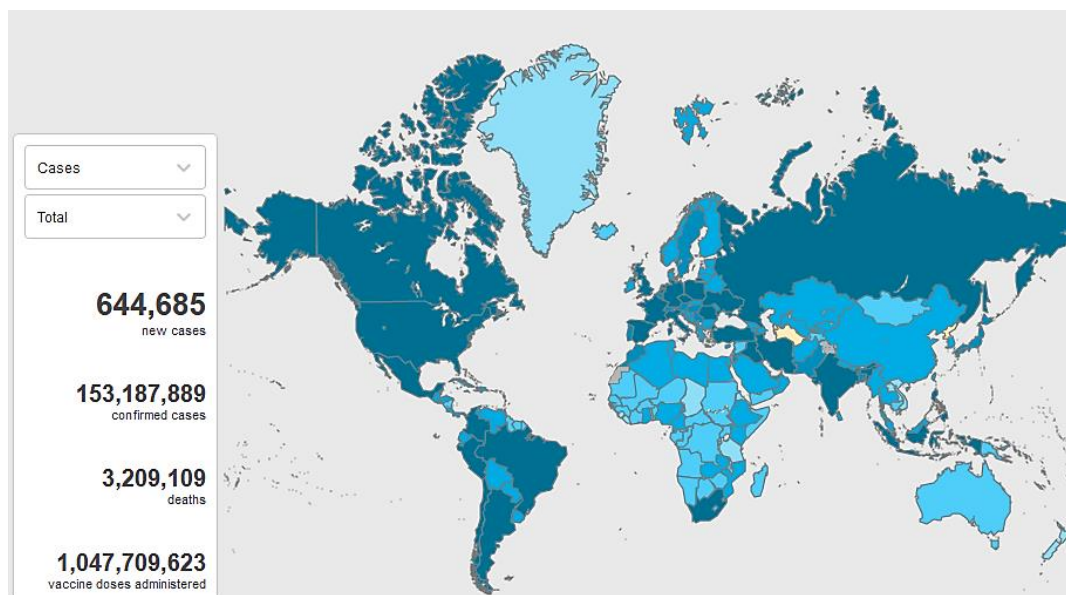 Cases
Total
644,685
new cases
153,187,889
confirmed cases
3,209,109
deaths
1,047,709,623
vaccine doses administered